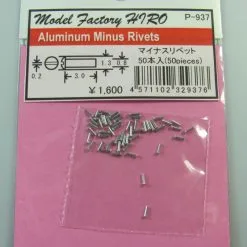 Model Factory HIRO
P-937
Aluminum Minus Rivets
マイナスリベット
50本入(50pieces)
0.2
3.0
1.3
0.8
¥1,600
4571102329376